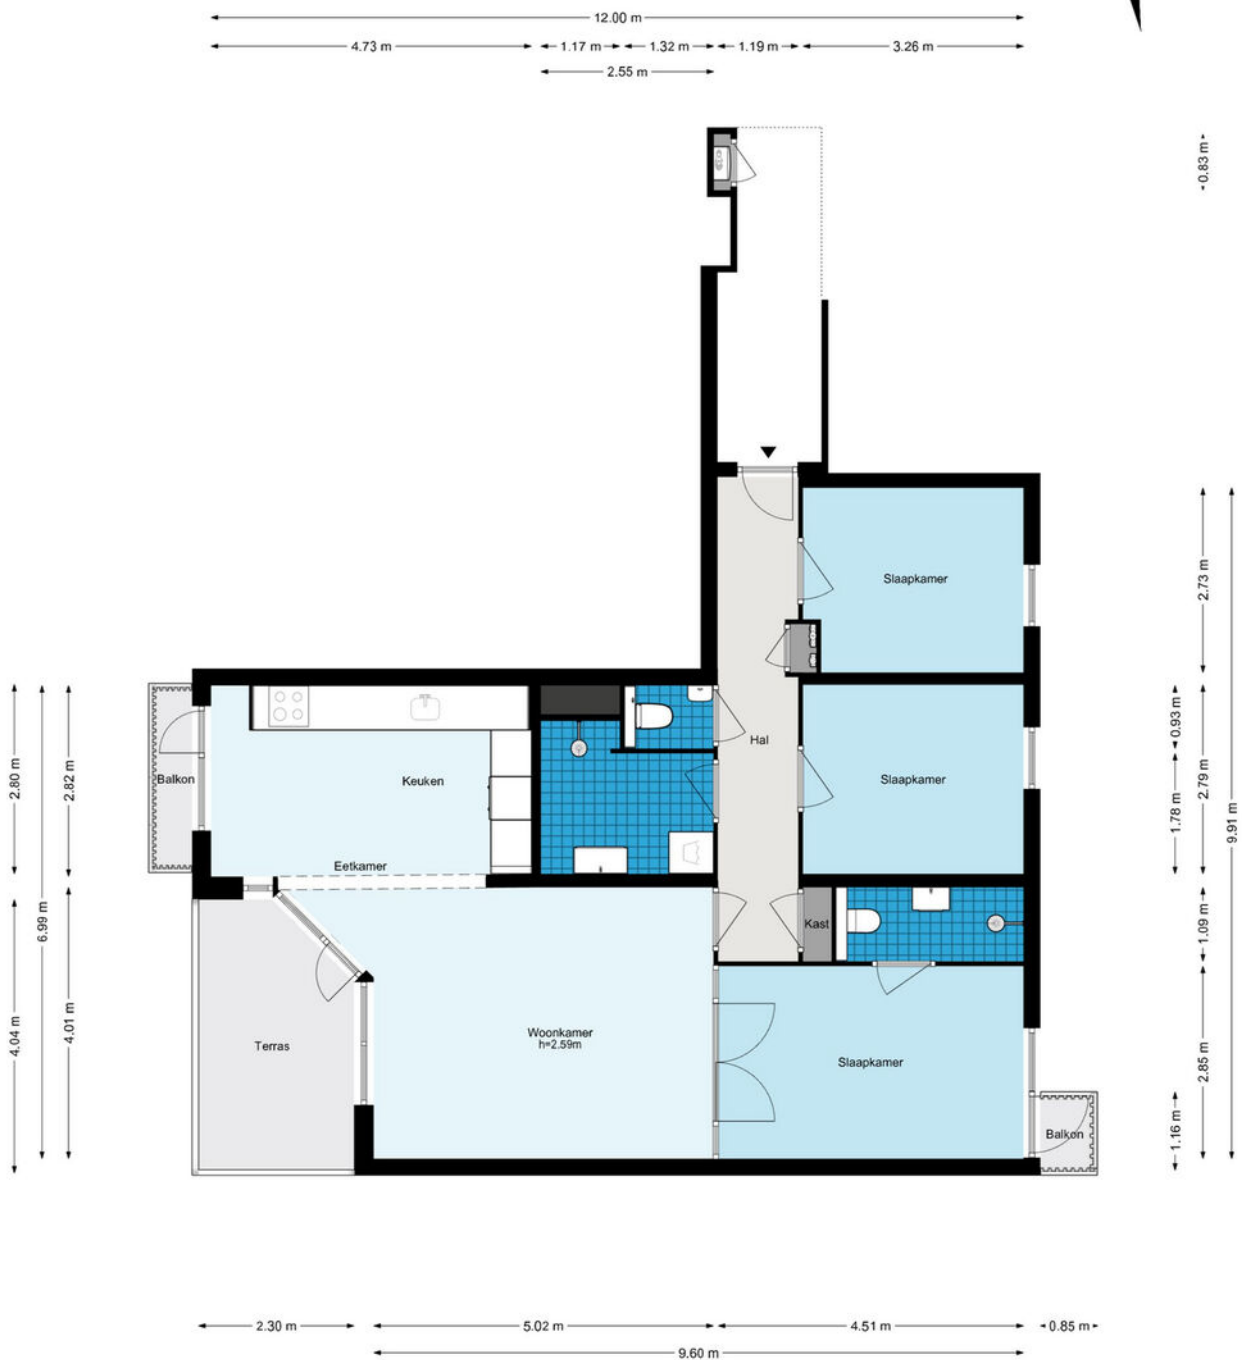 12.00 m
4.73 m
1.17 m
1.32 m
1.19 m
3.26 m
2.55 m
0.83 m
Slaapkamer
2.73 m
Hal
Balkon
Keuken
Slaapkamer
2.80 m
2.82 m
0.93 m
1.78 m
2.79 m
9.91 m
Eetkamer
6.99 m
Kast
1.09 m
4.04 m
4.01 m
Terras
Woonkamer
h=2.59m
Slaapkamer
2.85 m
Balkon
1.16 m
2.30 m
5.02 m
4.51 m
0.85 m
9.60 m